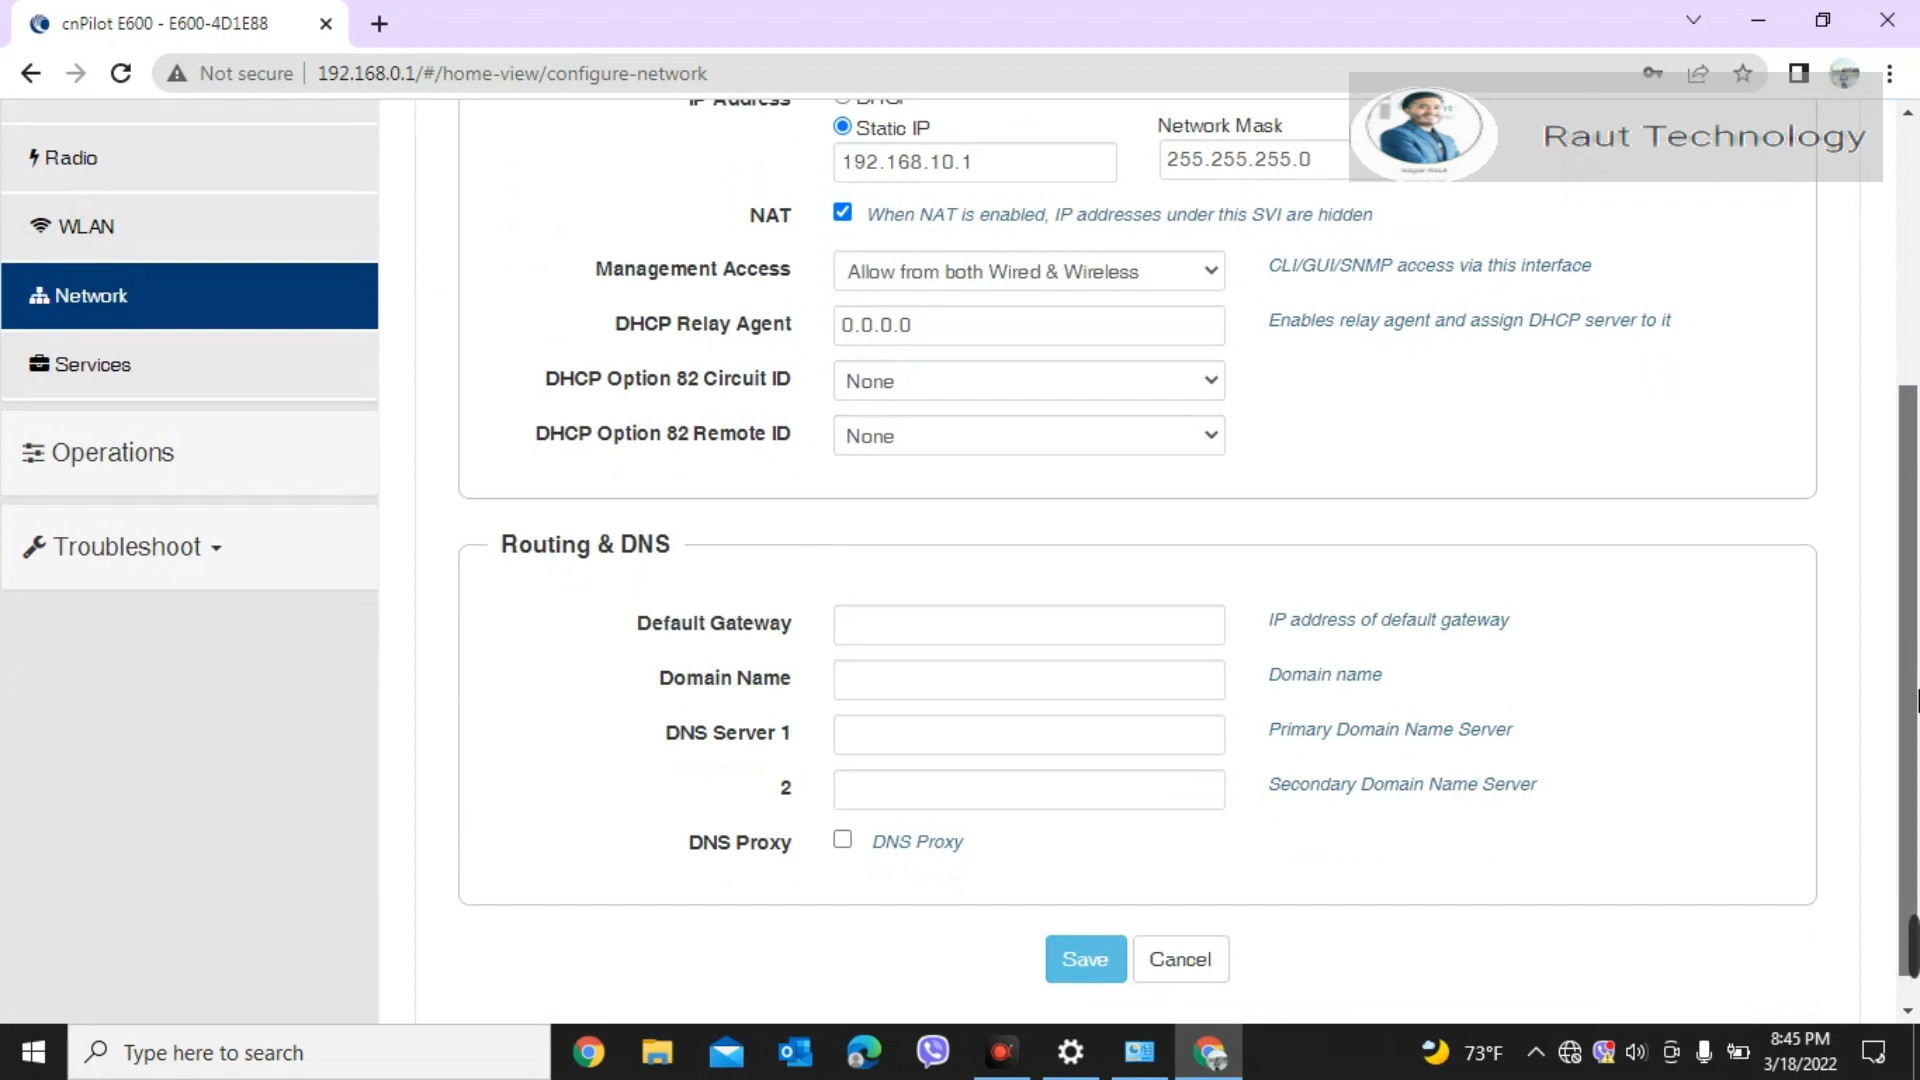 cnPilot E600 - E600-4D1E88
Not secure 192.168.0.1/#/home-view/configure-network
Raut Technology
Radio
WLAN
Network
Services
Operations
Troubleshoot
IP Address DHCP
Static IP Network Mask
192.168.10.1 255.255.255.0
NAT When NAT is enabled, IP addresses under this SVI are hidden
Management Access Allow from both Wired & Wireless CLI/GUI/SNMP access via this interface
DHCP Relay Agent 0.0.0.0 Enables relay agent and assign DHCP server to it
DHCP Option 82 Circuit ID None
DHCP Option 82 Remote ID None
Routing & DNS
Default Gateway IP address of default gateway
Domain Name Domain name
DNS Server 1 Primary Domain Name Server
2 Secondary Domain Name Server
DNS Proxy DNS Proxy
Save Cancel
Type here to search
73°F
8:45 PM
3/18/2022